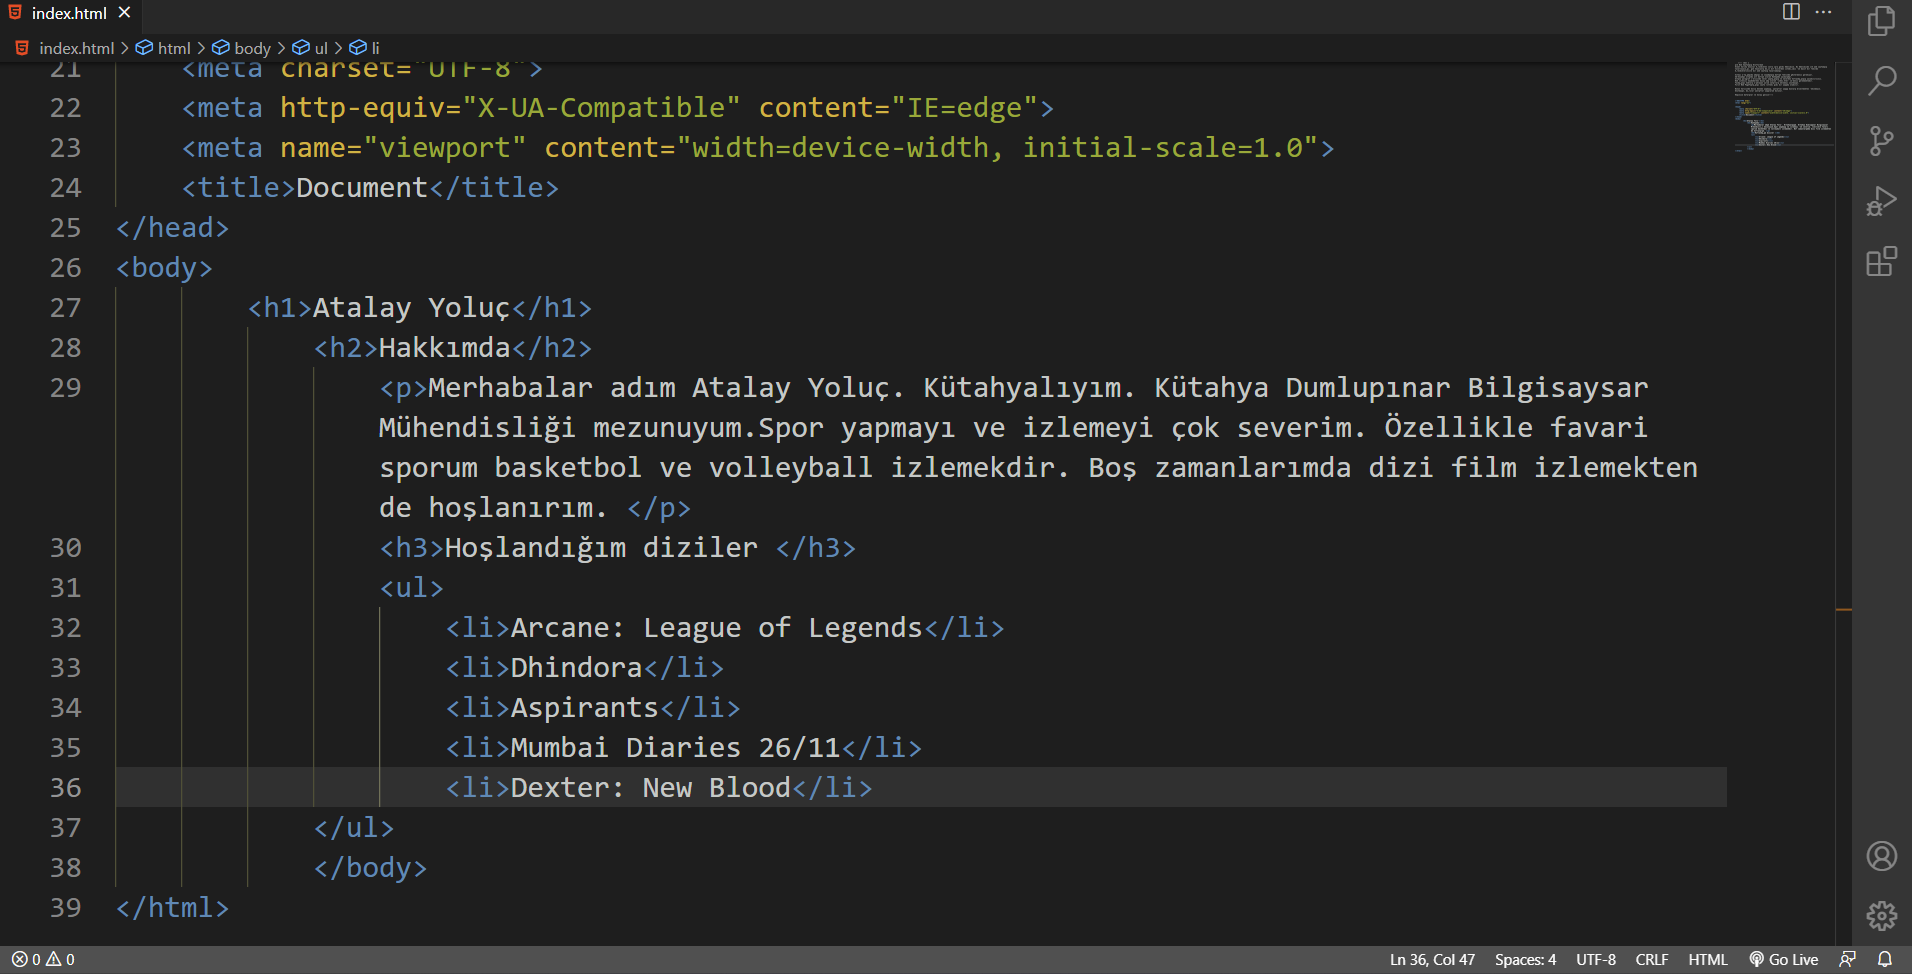 index.html
index.html > html > body > ul > li
21 <meta charset="UTF-8">
22 <meta http-equiv="X-UA-Compatible" content="IE=edge">
23 <meta name="viewport" content="width=device-width, initial-scale=1.0">
24 <title>Document</title>
25 </head>
26 <body>
27 <h1>Atalay Yoluç</h1>
28 <h2>Hakkımda</h2>
29 <p>Merhabalar adım Atalay Yoluç. Kütahyalıyım. Kütahya Dumlupınar Bilgisaysar
Mühendisliği mezunuyum.Spor yapmayı ve izlemeyi çok severim. Özellikle favari
sporum basketbol ve volleyball izlemekdir. Boş zamanlarımda dizi film izlemekten
de hoşlanırım. </p>
30 <h3>Hoşlandığım diziler </h3>
31 <ul>
32 <li>Arcane: League of Legends</li>
33 <li>Dhindora</li>
34 <li>Aspirants</li>
35 <li>Mumbai Diaries 26/11</li>
36 <li>Dexter: New Blood</li>
37 </ul>
38 </body>
39 </html>
0 0 Ln 36, Col 47 Spaces: 4 UTF-8 CRLF HTML Go Live